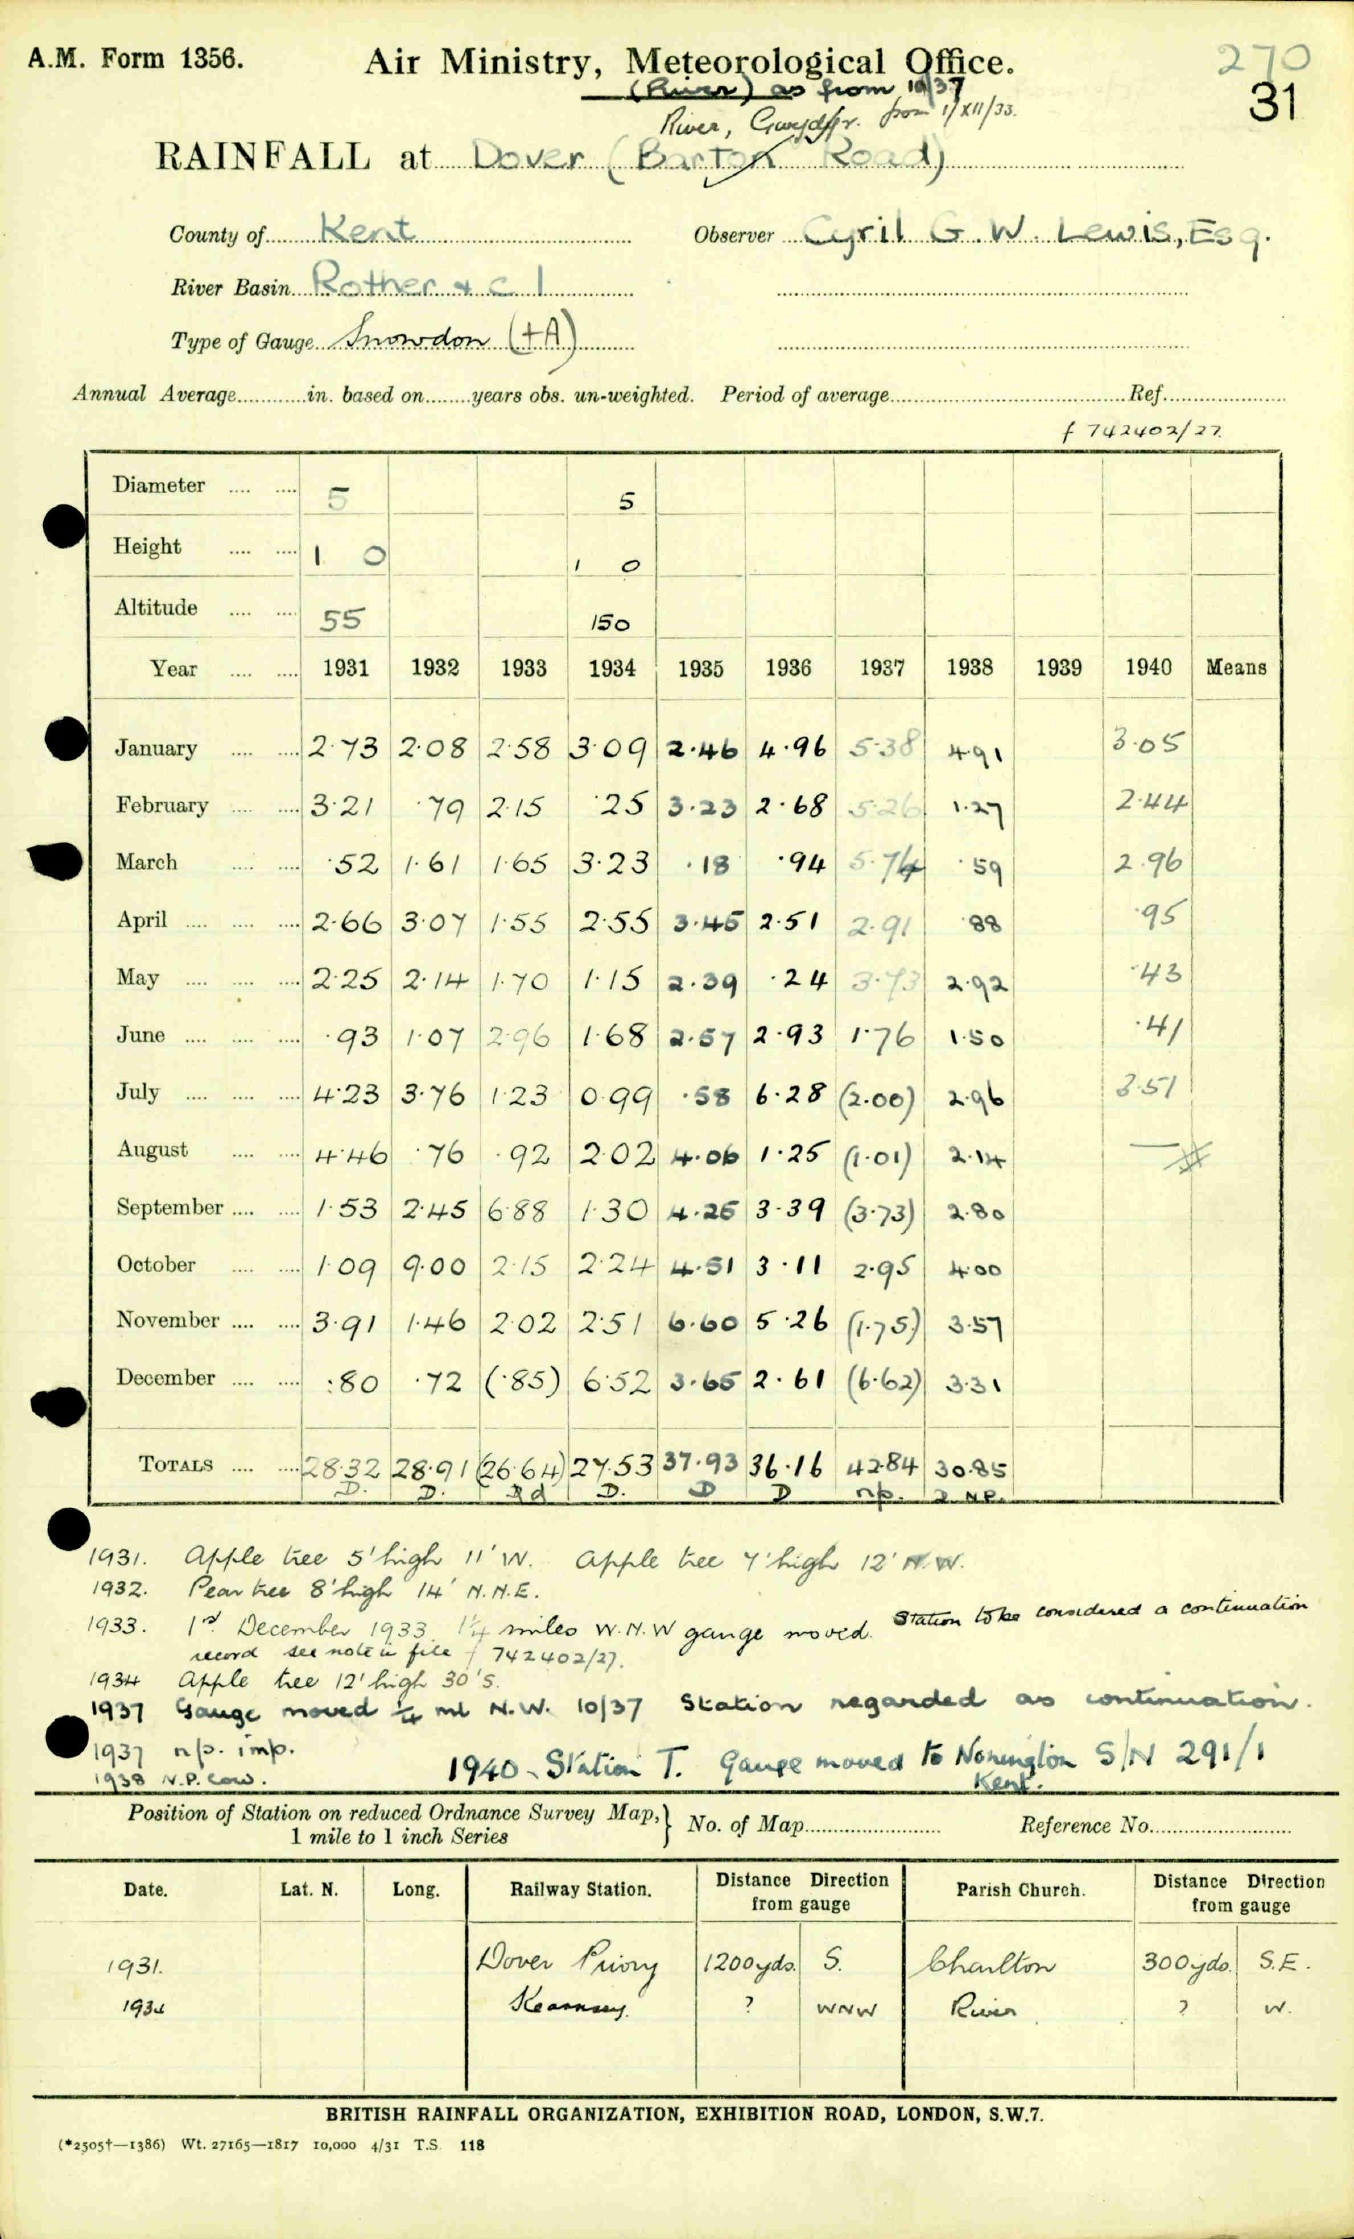 A.M. Form 1356. Air Ministry, Meteorological Office. 270
(River) as from 10/37 31
River, from 1/XII/33.
RAINFALL at Dover (Barton Road)
County of Kent Observer Cyril G. W. Lewis, Esq.
River Basin Rother & c 1
Type of Gauge Snowdon (+A)
Annual Average in. based on years obs. un-weighted. Period of average Ref.
f 742402/27.
Diameter 5 5
Height 1 0 1 0
Altitude 55 150
Year 1931 1932 1933 1934 1935 1936 1937 1938 1939 1940 Means
January 2·73 2·08 2·58 3·09 2·46 4·96 5·38 4·91 3·05
February 3·21 ·79 2·15 ·25 3·23 2·68 5·26 1·27 2·44
March ·52 1·61 1·65 3·23 ·18 ·94 5·74 ·59 2·96
April 2·66 3·07 1·55 2·55 3·45 2·51 2·91 ·88 ·95
May 2·25 2·14 1·70 1·15 2·39 ·24 3·73 2·92 ·43
June ·93 1·07 2·96 1·68 2·57 2·93 1·76 1·50 ·41
July 4·23 3·76 1·23 0·99 ·58 6·28 (2·00) 2·96 3·51
August 4·46 ·76 ·92 2·02 4·06 1·25 (1·01) 2·14 —
September 1·53 2·45 6·88 1·30 4·25 3·39 (3·73) 2·80
October 1·09 9·00 2·15 2·24 4·51 3·11 2·95 4·00
November 3·91 1·46 2·02 2·51 6·60 5·26 (1·75) 3·57
December ·80 ·72 (·85) 6·52 3·65 2·61 (6·62) 3·31
TOTALS 28·32 28·91 (26·64) 27·53 37·93 36·16 42·84 30·85
D. D. Rd D. D D np. D N.P.
1931. Apple tree 5' high 11' W. Apple tree 7' high 12' N.W.
1932. Pear tree 8' high 14' N.N.E.
1933. 1st December 1933 1¼ miles W.N.W gauge moved. Station to be considered a continuation
record see note in file f 742402/27.
1934 Apple tree 12' high 30' S.
1937 Gauge moved ¼ ml N.W. 10/37 Station regarded as continuation.
1937 n/p. imp.
1940 Station T. Gauge moved to Nonington S/N 291/1
1938 N.P. Kent.
Position of Station on reduced Ordnance Survey Map, } No. of Map Reference No.
1 mile to 1 inch Series
Date. Lat. N. Long. Railway Station. Distance Direction from gauge Parish Church. Distance Direction from gauge
1931. Dover Priory 1200yds. S. Charlton 300yds. S.E.
1934 Kearsney. ? WNW River ? W.
BRITISH RAINFALL ORGANIZATION, EXHIBITION ROAD, LONDON, S.W.7.
(*2505†—1386) Wt. 27165—1817 10,000 4/31 T.S. 118